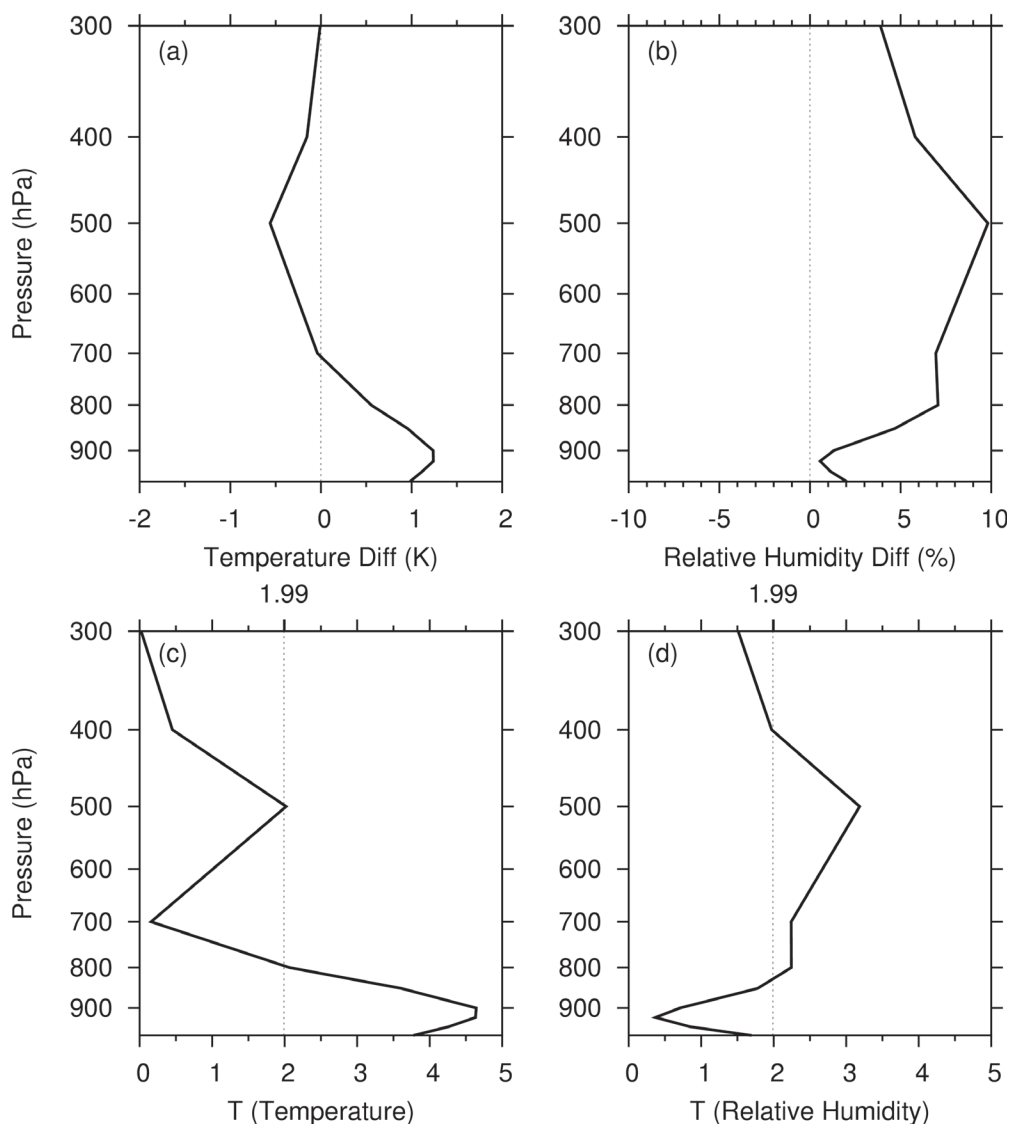 (a)
300
400
500
600
700
800
900
Pressure (hPa)
-2 -1 0 1 2
Temperature Diff (K)
(b)
300
400
500
600
700
800
900
-10 -5 0 5 10
Relative Humidity Diff (%)
1.99
(c)
300
400
500
600
700
800
900
Pressure (hPa)
0 1 2 3 4 5
T (Temperature)
1.99
(d)
300
400
500
600
700
800
900
0 1 2 3 4 5
T (Relative Humidity)